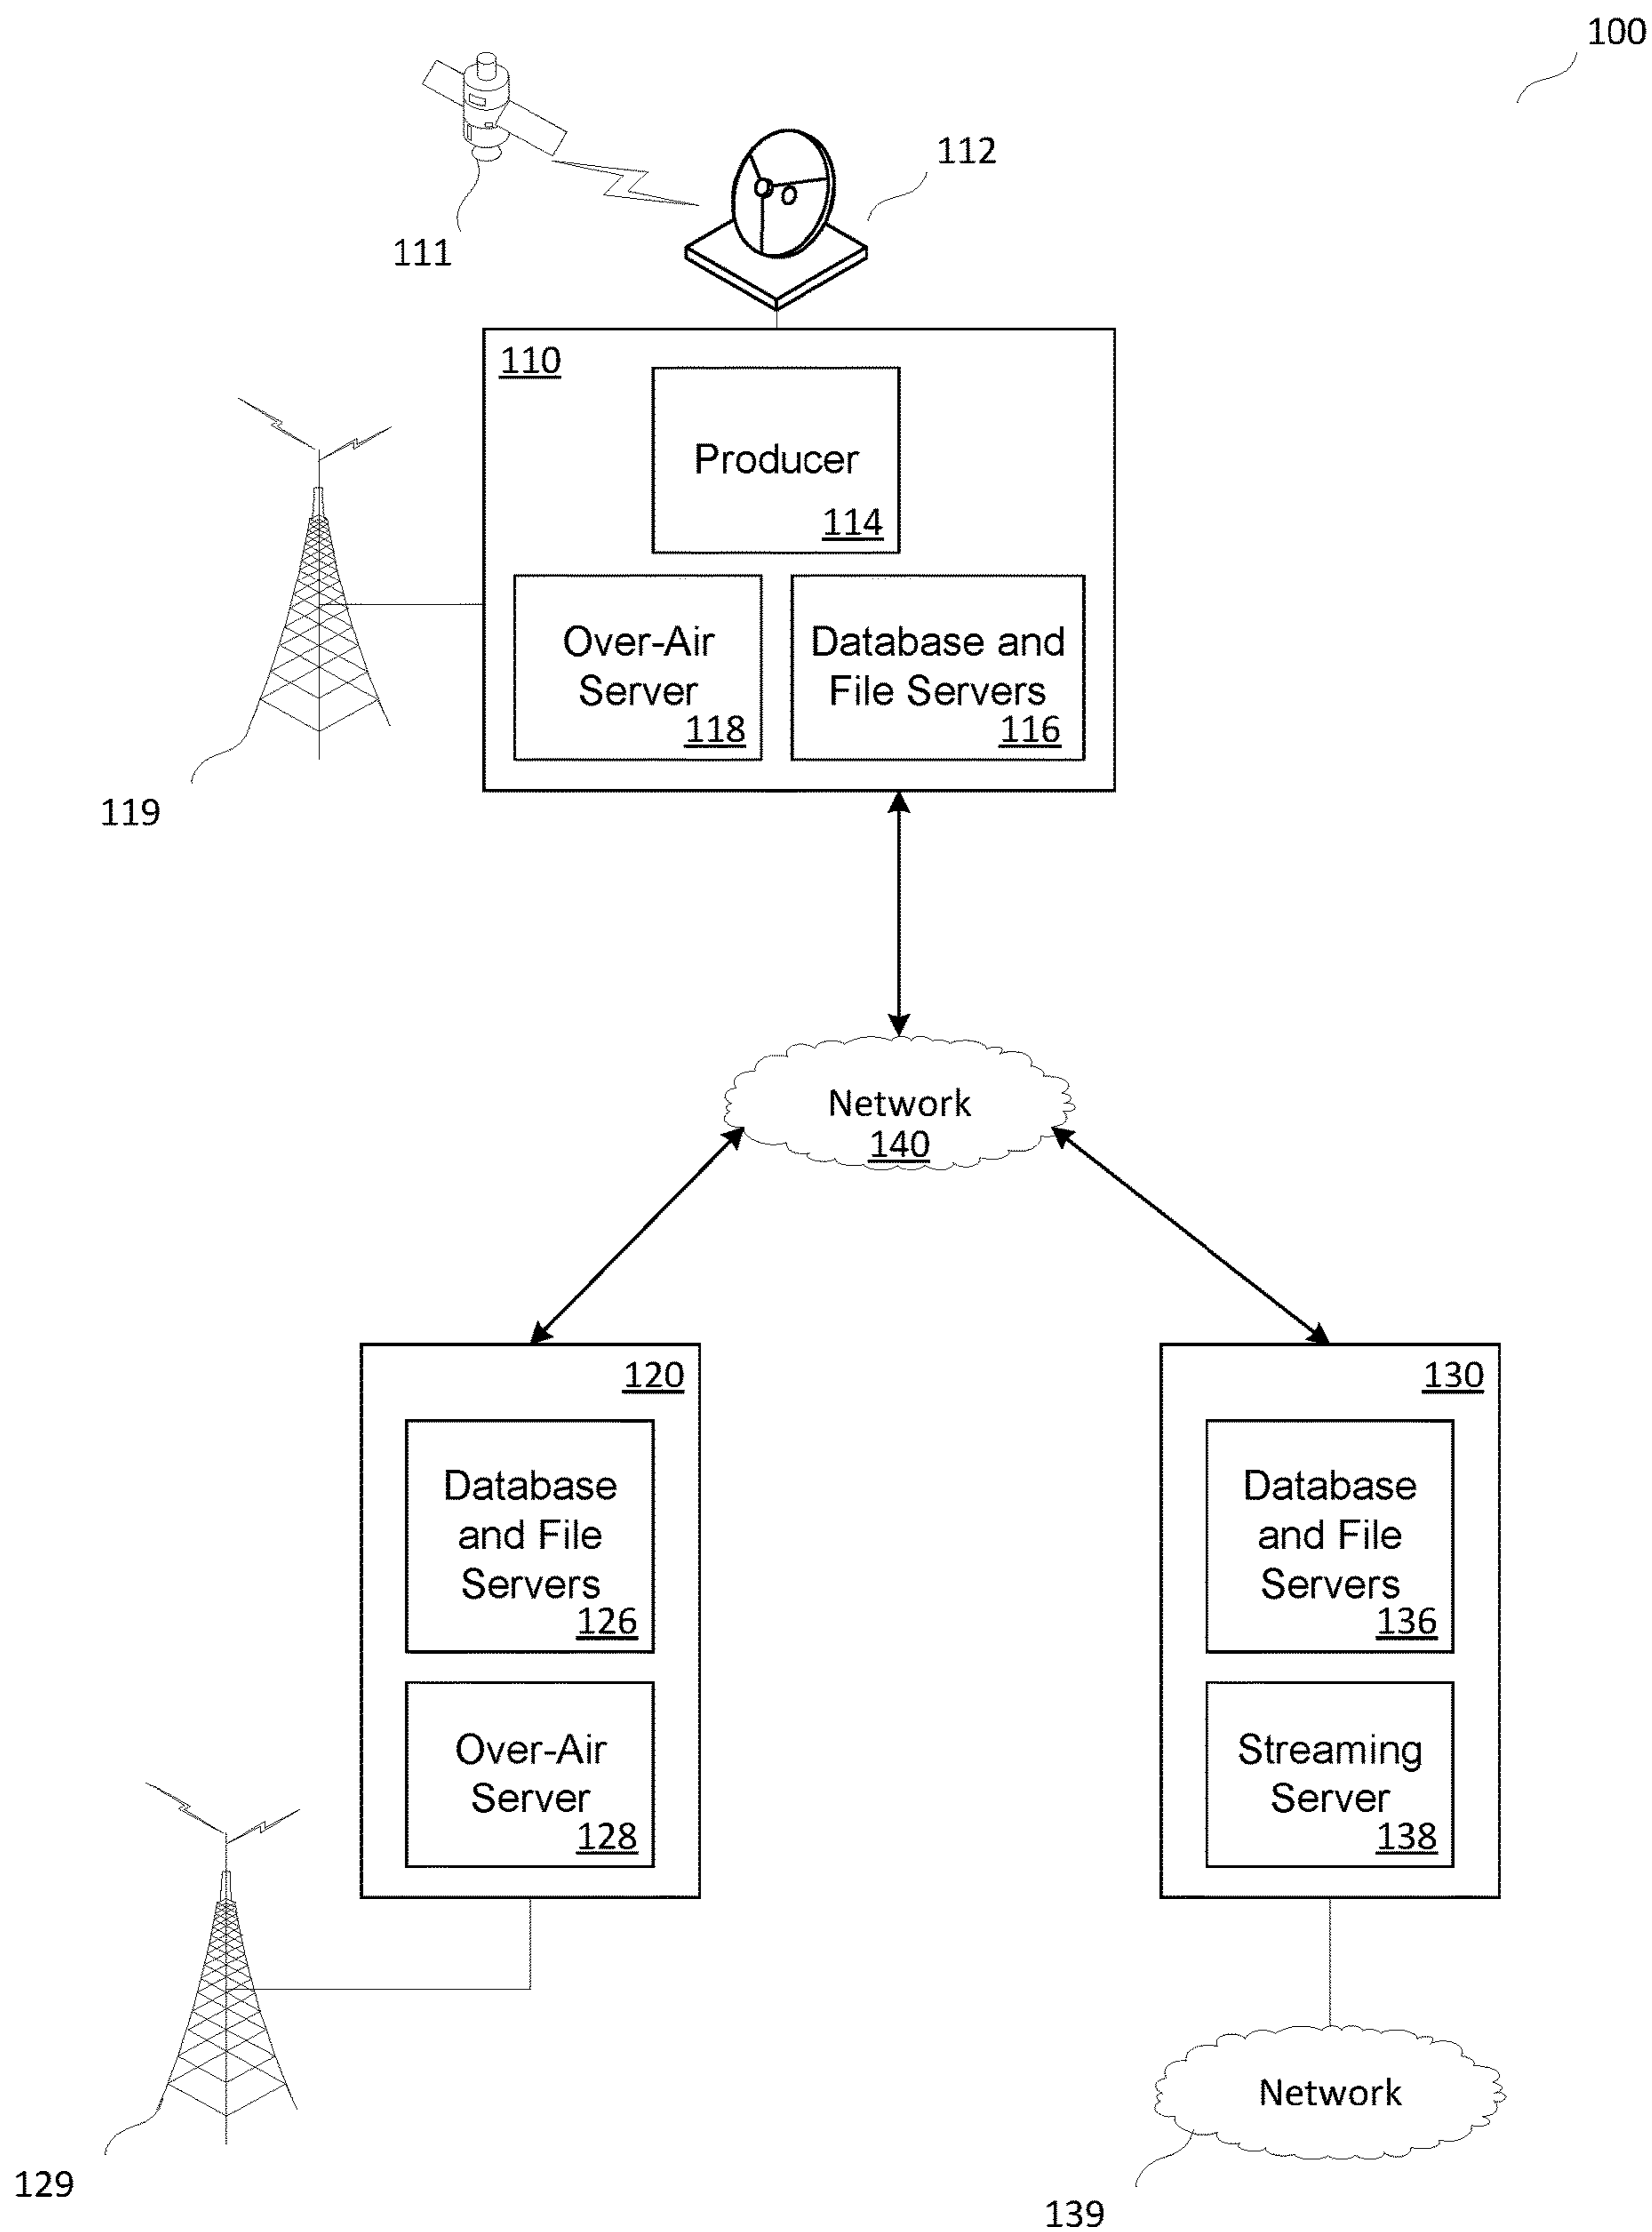 100
112
111
110
Producer
114
Over-Air
Server
118
Database and
File Servers
116
119
Network
140
120
Database
and File
Servers
126
Over-Air
Server
128
129
130
Database
and File
Servers
136
Streaming
Server
138
Network
139